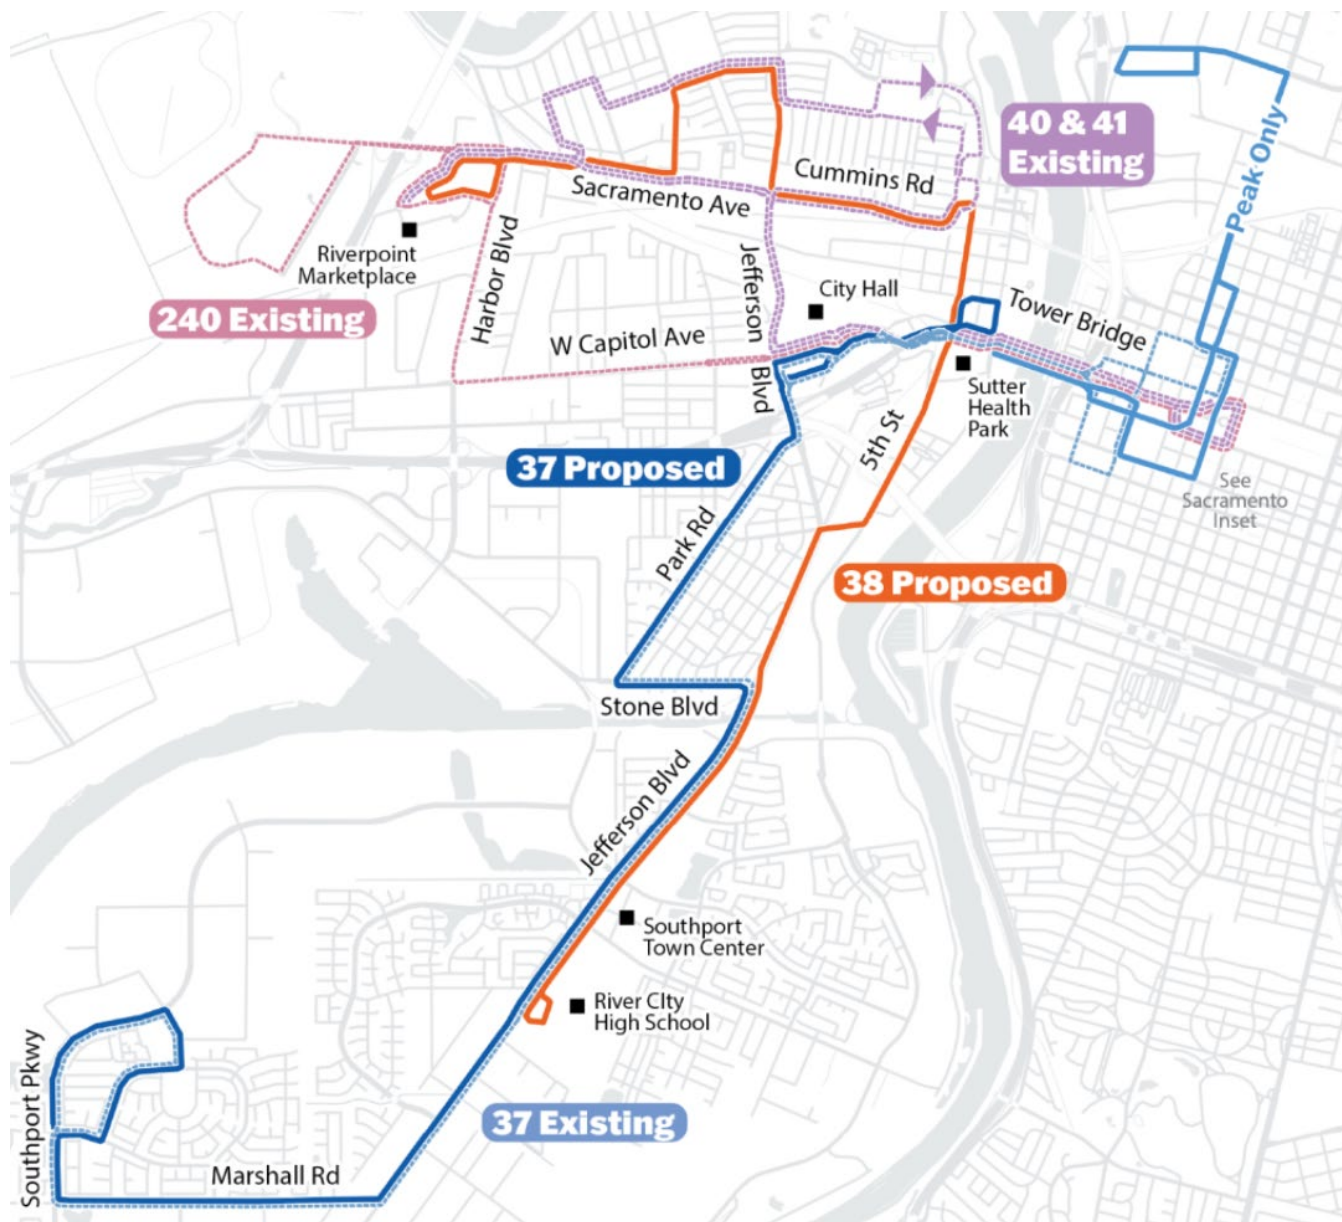 40 & 41
Existing
Peak Only
Cummins Rd
Sacramento Ave
Riverpoint
Marketplace
Harbor Blvd
Jefferson
Blvd
City Hall
Tower Bridge
240 Existing
W Capitol Ave
Sutter
Health
Park
5th St
37 Proposed
See
Sacramento
Inset
Park Rd
38 Proposed
Stone Blvd
Jefferson Blvd
Southport
Town Center
River CIty
High School
Southport Pkwy
37 Existing
Marshall Rd